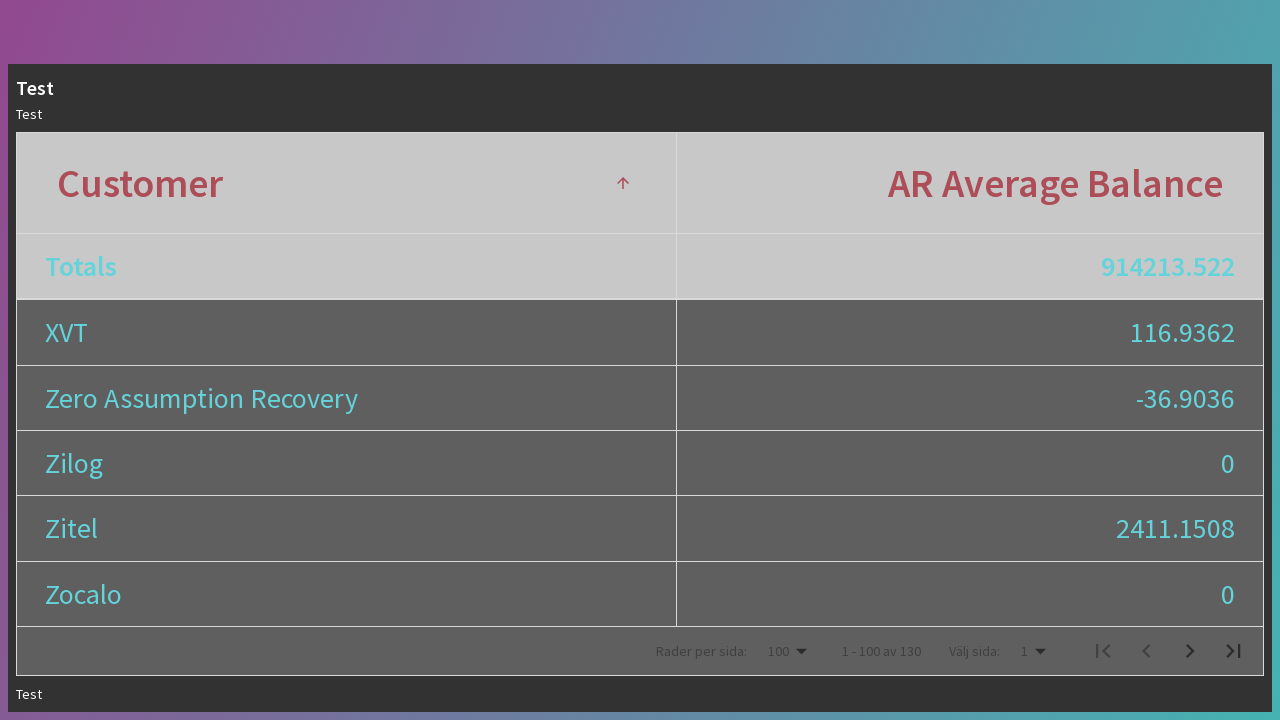 Test
Test
Customer AR Average Balance
Totals 914213.522
XVT 116.9362
Zero Assumption Recovery -36.9036
Zilog 0
Zitel 2411.1508
Zocalo 0
Rader per sida: 100 1 - 100 av 130 Välj sida: 1
Test